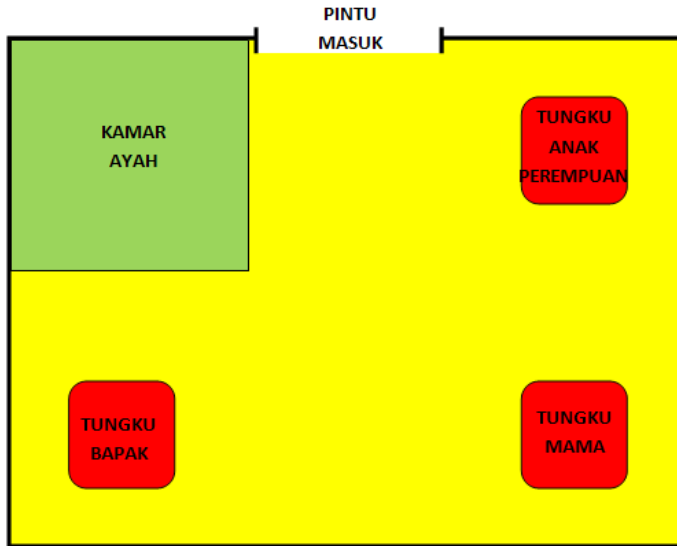 PINTU
MASUK
KAMAR
AYAH
TUNGKU
ANAK
PEREMPUAN
TUNGKU
BAPAK
TUNGKU
MAMA